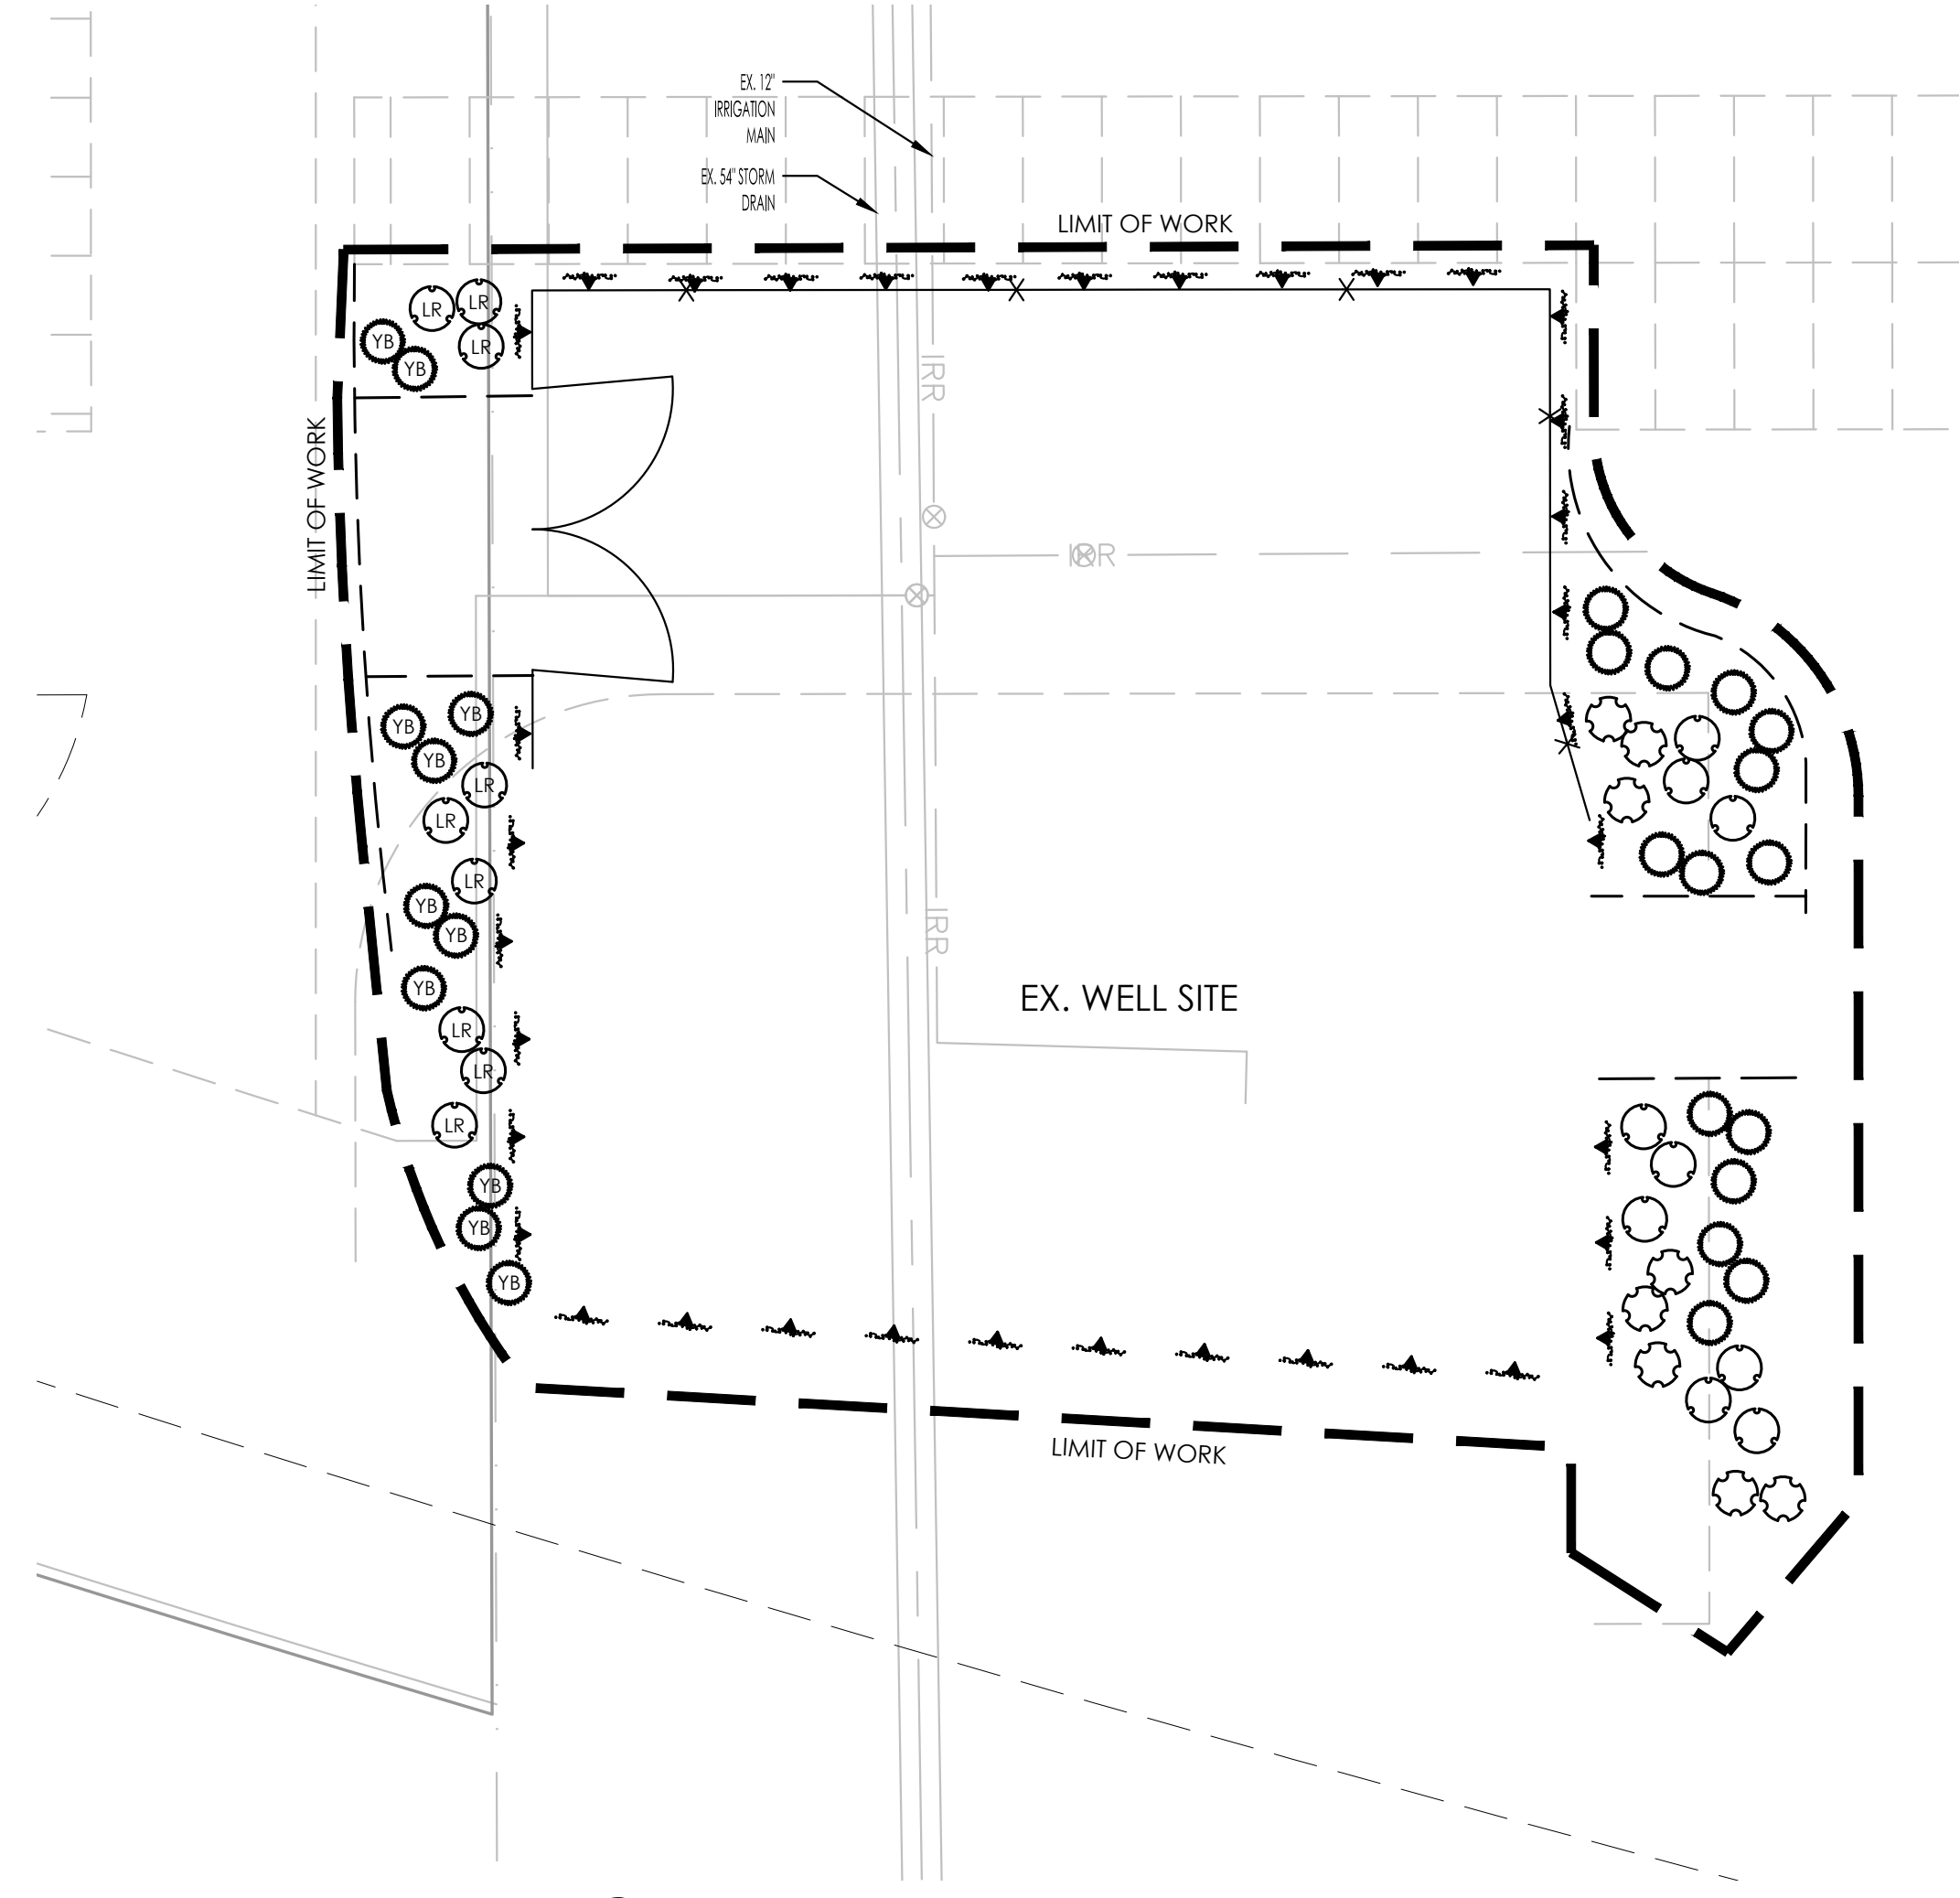 EX. 12"
IRRIGATION
MAIN
EX. 54" STORM
DRAIN
LIMIT OF WORK
LR
LR
YB
LR
YB
IRR
LIMIT OF WORK
IRR
YB
YB
YB
LR
LR
LR
YB
IRR
YB
YB
EX. WELL SITE
LR
LR
LR
YB
YB
YB
LIMIT OF WORK